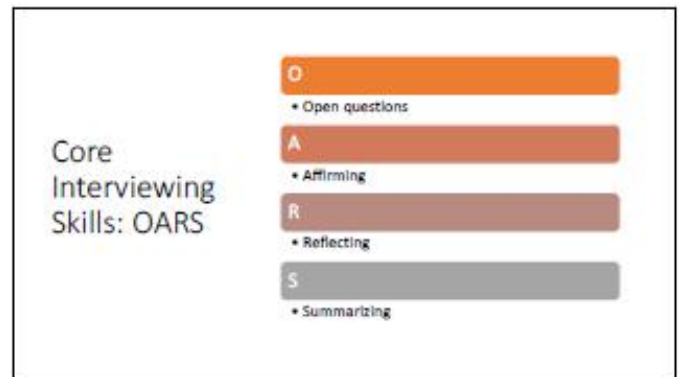 Core
Interviewing
Skills: OARS
O
• Open questions
A
• Affirming
R
• Reflecting
S
• Summarizing